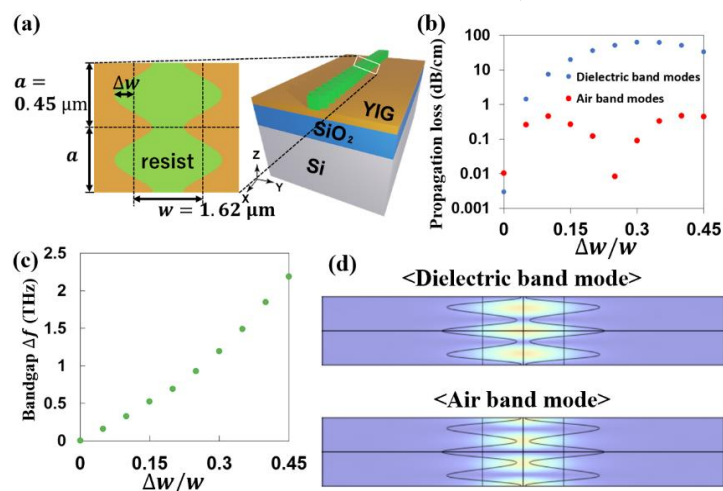 (a)
a =
0.45 μm
Δw
a
resist
w = 1.62 μm
YIG
SiO₂
Si
Z
Y
X
(b)
Propagation loss (dB/cm)
100
10
1
0.1
0.01
0.001
Dielectric band modes
Air band modes
0 0.15 0.3 0.45
Δw/w
(c)
Bandgap Δf (THz)
2.5
2
1.5
1
0.5
0
0 0.15 0.3 0.45
Δw/w
(d)
<Dielectric band mode>
<Air band mode>